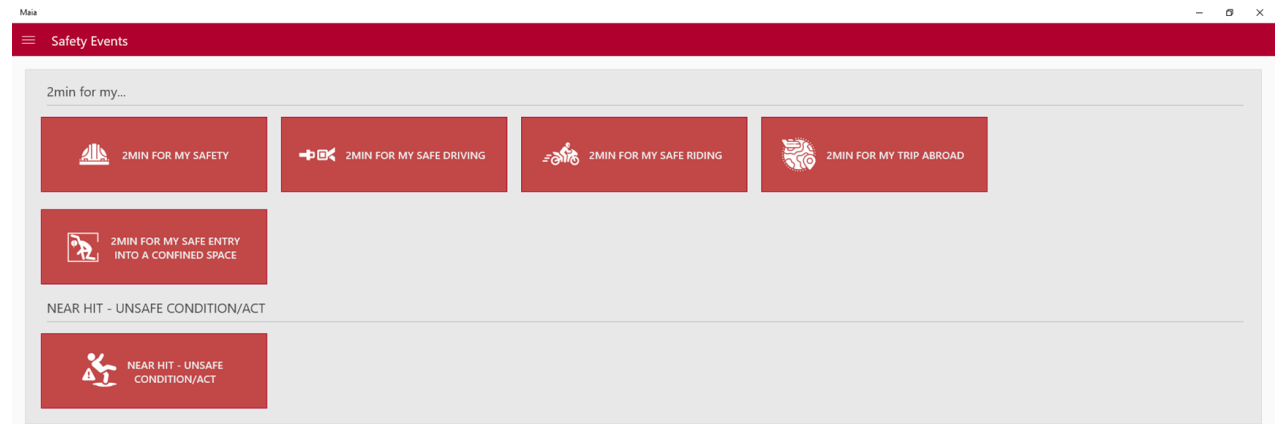 Maia
Safety Events
2min for my...
2MIN FOR MY SAFETY
2MIN FOR MY SAFE DRIVING
2MIN FOR MY SAFE RIDING
2MIN FOR MY TRIP ABROAD
2MIN FOR MY SAFE ENTRY
INTO A CONFINED SPACE
NEAR HIT - UNSAFE CONDITION/ACT
NEAR HIT - UNSAFE
CONDITION/ACT